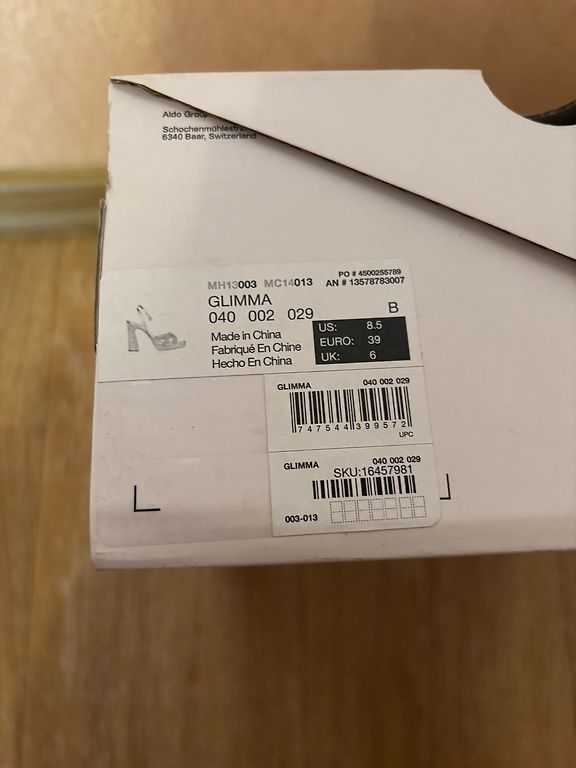 Aldo Group
Schochenmühlestra
6340 Baar, Switzerland
MH13003 MC14013
PO # 4500255789
AN # 13578783007
GLIMMA
040 002 029
B
Made in China
Fabriqué En Chine
Hecho En China
US: 8.5
EURO: 39
UK: 6
GLIMMA 040 002 029
747544399572
UPC
GLIMMA 040 002 029
SKU:16457981
003-013